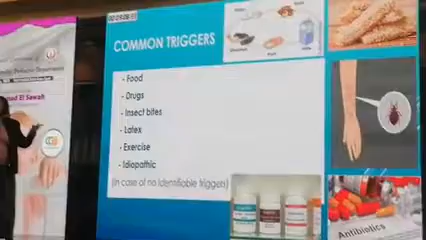 COMMON TRIGGERS
- Food
- Drugs
- Insect bites
- Latex
- Exercise
- Idiopathic
(In case of no Identifiable triggers)
Antibiotics